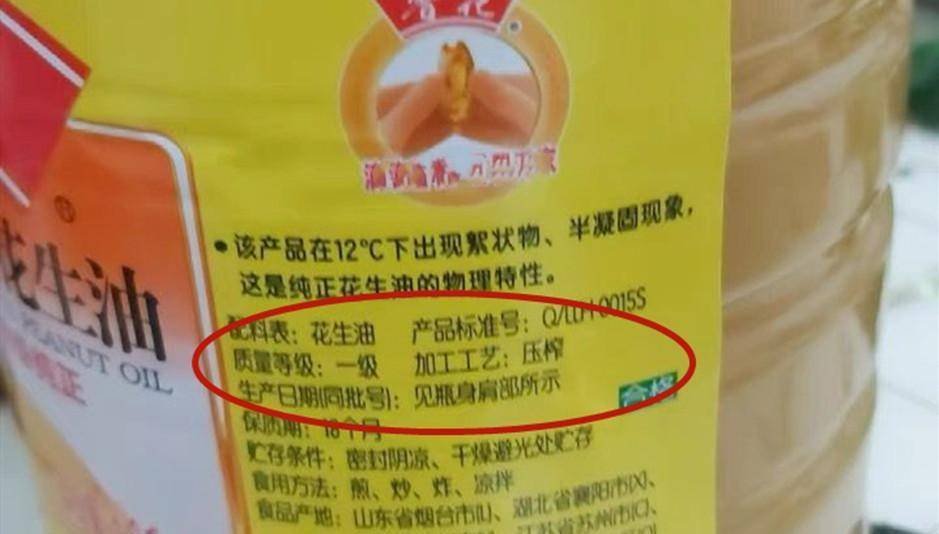 花生油
PEANUT OIL
®
●该产品在12℃下出现絮状物、半凝固现象，
这是纯正花生油的物理特性。
配料表：花生油 产品标准号：Q/LLH 0015S
质量等级：一级 加工工艺：压榨
生产日期(同批号)：见瓶身肩部所示
合格
保质期：18个月
贮存条件：密封阴凉、干燥避光处贮存
食用方法：煎、炒、炸、凉拌
食品产地：山东省烟台市(L)、湖北省襄阳市(X)、
江苏省苏州市(C)、